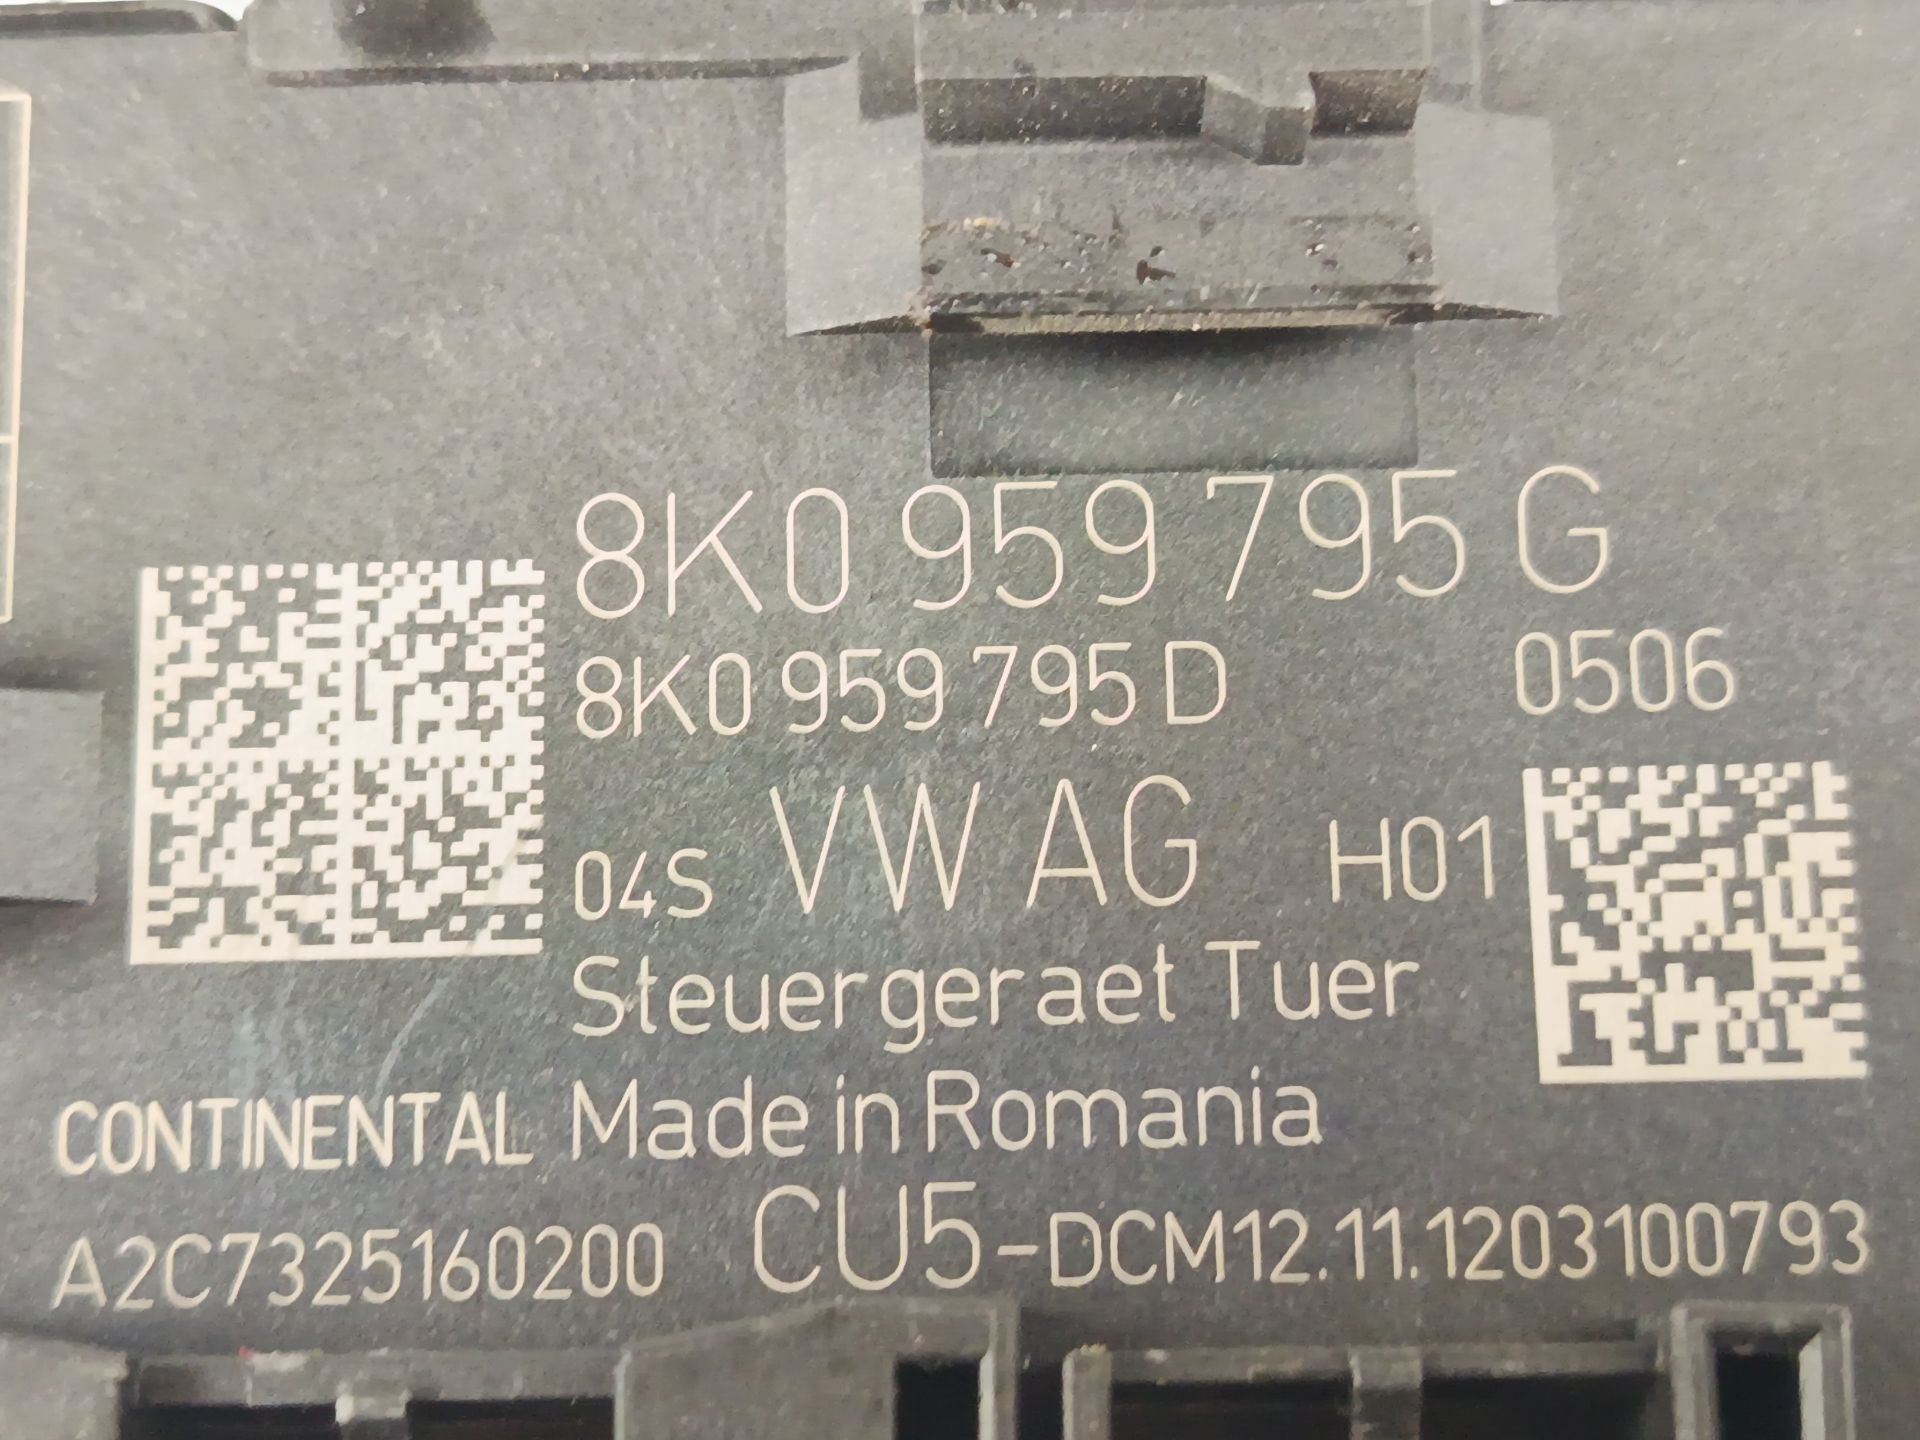 8K0 959 795 G
8K0 959 795 D 0506
04S VW AG H01
Steuergeraet Tuer
CONTINENTAL Made in Romania
A2C7325160200 CU5-DCM12.11.1203100793